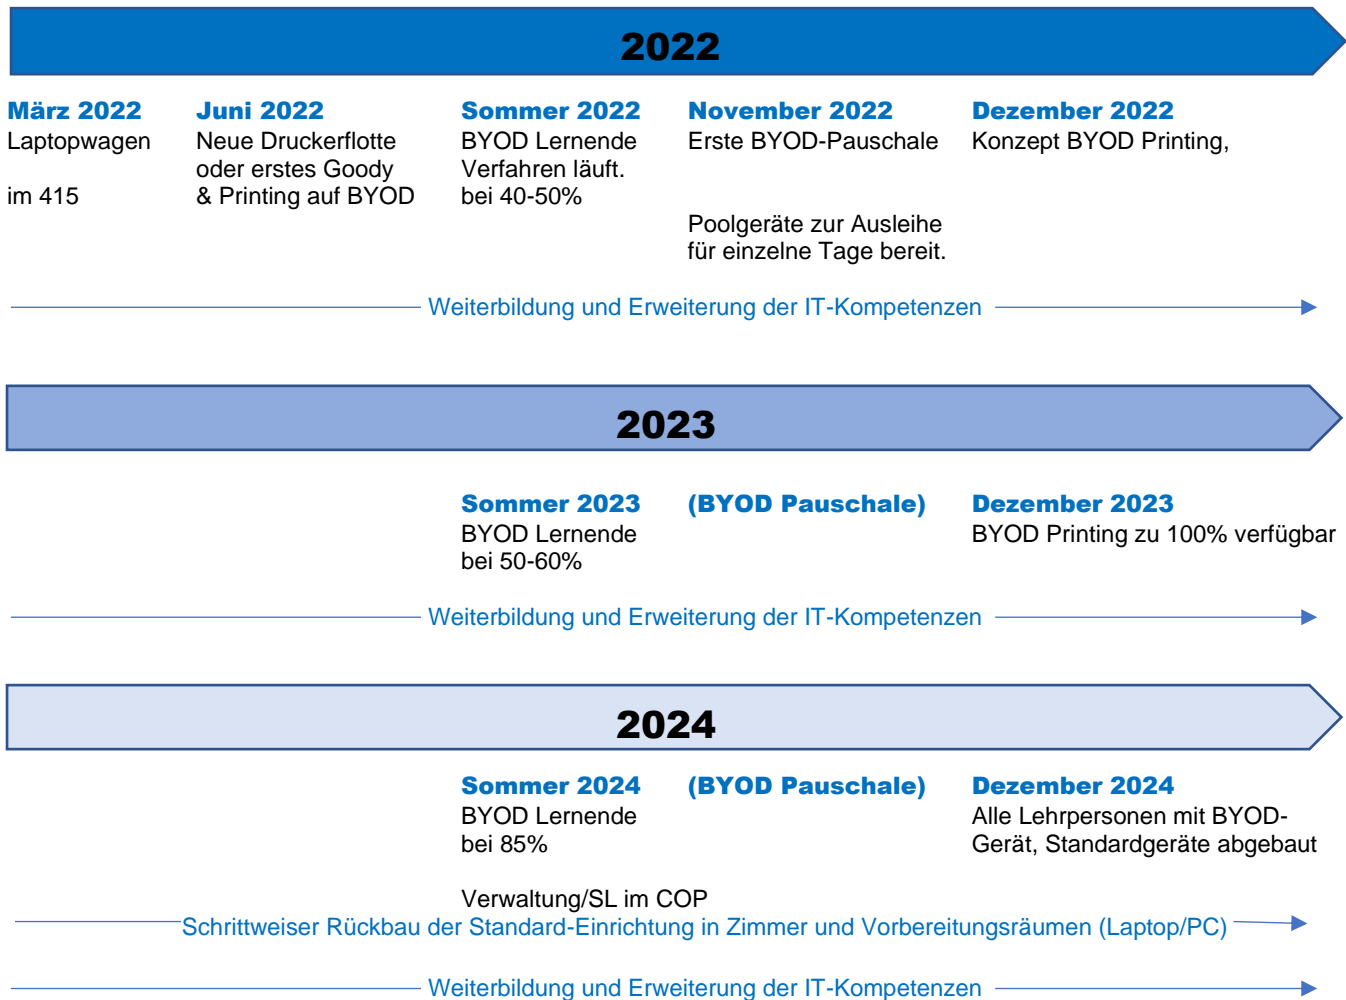 2022
März 2022
Laptopwagen
im 415
Juni 2022
Neue Druckerflotte
oder erstes Goody
& Printing auf BYOD
Sommer 2022
BYOD Lernende
Verfahren läuft.
bei 40-50%
November 2022
Erste BYOD-Pauschale
Poolgeräte zur Ausleihe
für einzelne Tage bereit.
Dezember 2022
Konzept BYOD Printing,
Weiterbildung und Erweiterung der IT-Kompetenzen
2023
Sommer 2023
BYOD Lernende
bei 50-60%
(BYOD Pauschale)
Dezember 2023
BYOD Printing zu 100% verfügbar
Weiterbildung und Erweiterung der IT-Kompetenzen
2024
Sommer 2024
BYOD Lernende
bei 85%
Verwaltung/SL im COP
(BYOD Pauschale)
Dezember 2024
Alle Lehrpersonen mit BYOD-
Gerät, Standardgeräte abgebaut
Schrittweiser Rückbau der Standard-Einrichtung in Zimmer und Vorbereitungsräumen (Laptop/PC)
Weiterbildung und Erweiterung der IT-Kompetenzen